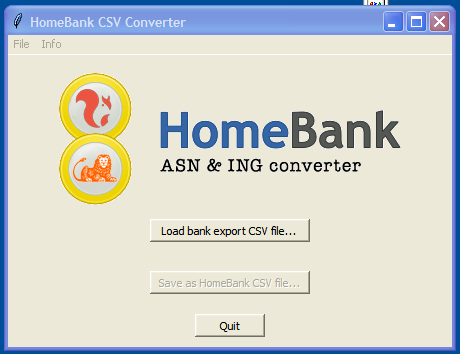 HomeBank CSV Converter
File Info
HomeBank
ASN & ING converter
Load bank export CSV file...
Save as HomeBank CSV file...
Quit